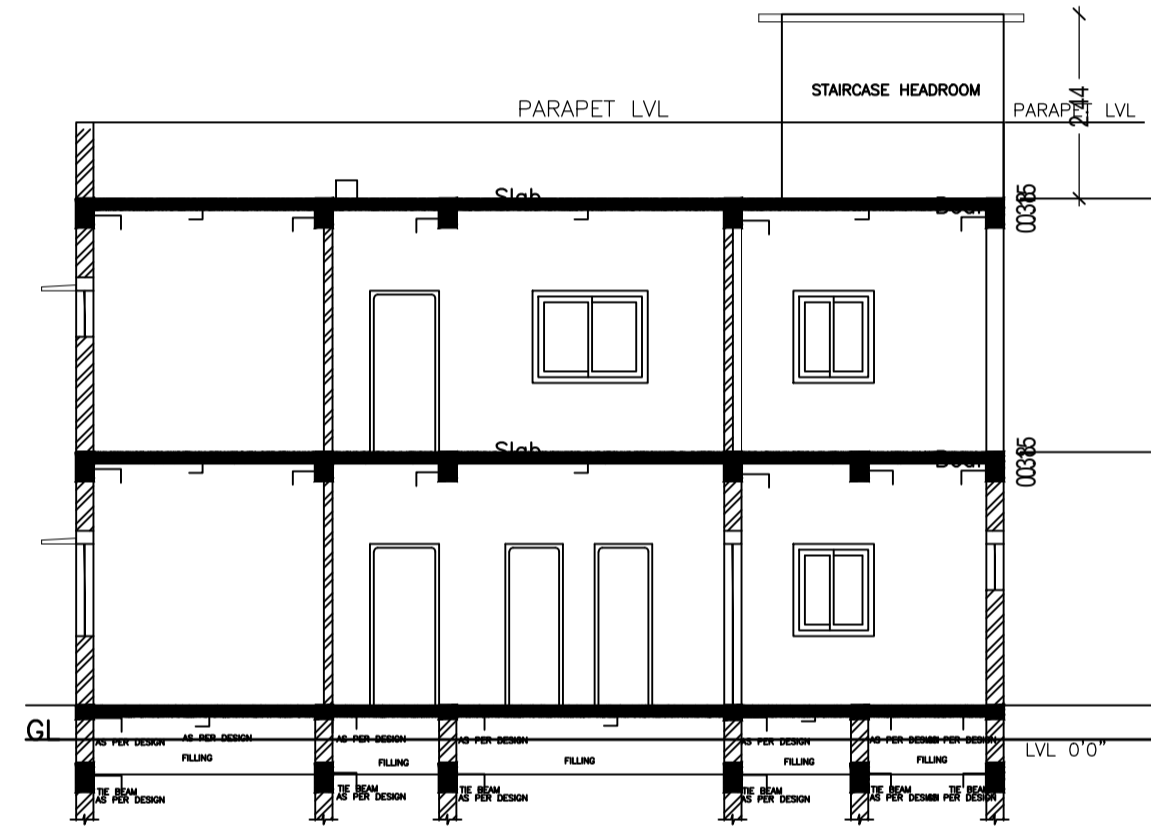 STAIRCASE HEADROOM
2.44
PARAPET LVL
PARAPET LVL
Slab
Slab
GL
AS PER DESIGN
AS PER DESIGN
AS PER DESIGN
AS PER DESIGN
AS PER DESIGN
AS PER DESIGN
PER DESIGN
LVL 0'0"
FILLING
FILLING
FILLING
FILLING
FILLING
TIE BEAM
AS PER DESIGN
TIE BEAM
AS PER DESIGN
TIE BEAM
AS PER DESIGN
TIE BEAM
AS PER DESIGN
TIE BEAM
PER DESIGN